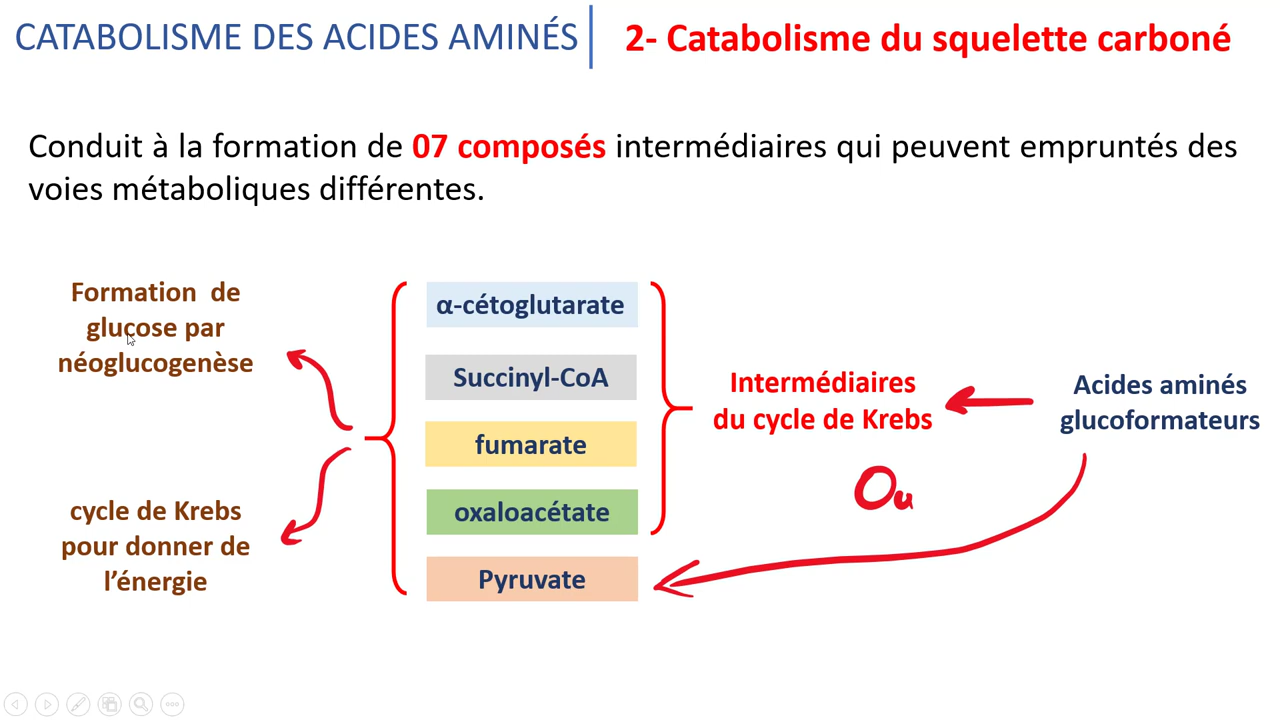 CATABOLISME DES ACIDES AMINÉS
2- Catabolisme du squelette carboné
Conduit à la formation de 07 composés intermédiaires qui peuvent empruntés des
voies métaboliques différentes.
Formation de
glucose par
néoglucogenèse
cycle de Krebs
pour donner de
l’énergie
α-cétoglutarate
Succinyl-CoA
fumarate
oxaloacétate
Pyruvate
Intermédiaires
du cycle de Krebs
Ou
Acides aminés
glucoformateurs